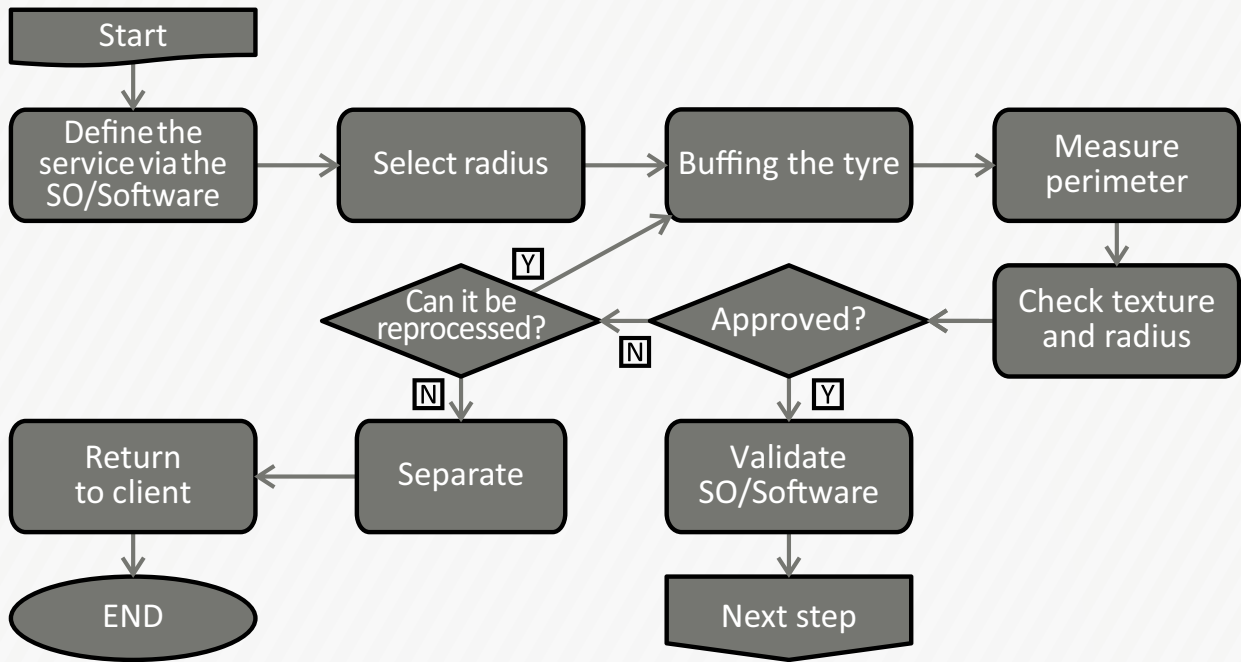 Start
Define the
service via the
SO/Software
Select radius
Buffing the tyre
Measure
perimeter
Check texture
and radius
Approved?
N
Can it be
reprocessed?
Y
N
Y
Separate
Return
to client
END
Validate
SO/Software
Next step